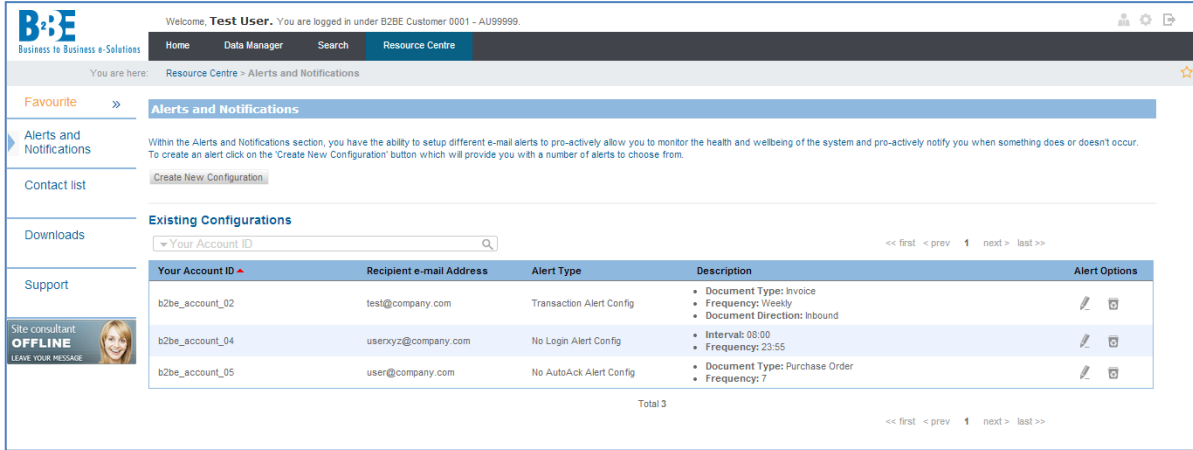 B2BE
Business to Business e-Solutions
Welcome, Test User. You are logged in under B2BE Customer 0001 - AU99999.
Home Data Manager Search Resource Centre
You are here: Resource Centre > Alerts and Notifications
Favourite »
Alerts and
Notifications
Contact list
Downloads
Support
Site consultant
OFFLINE
LEAVE YOUR MESSAGE
Alerts and Notifications
Within the Alerts and Notifications section, you have the ability to setup different e-mail alerts to pro-actively allow you to monitor the health and wellbeing of the system and pro-actively notify you when something does or doesn't occur.
To create an alert click on the 'Create New Configuration' button which will provide you with a number of alerts to choose from.
Create New Configuration
Existing Configurations
Your Account ID
<< first < prev 1 next > last >>
Your Account ID Recipient e-mail Address Alert Type Description Alert Options
b2be_account_02 test@company.com Transaction Alert Config
• Document Type: Invoice
• Frequency: Weekly
• Document Direction: Inbound
b2be_account_04 userxyz@company.com No Login Alert Config
• Interval: 08:00
• Frequency: 23:55
b2be_account_05 user@company.com No AutoAck Alert Config
• Document Type: Purchase Order
• Frequency: 7
Total 3
<< first < prev 1 next > last >>